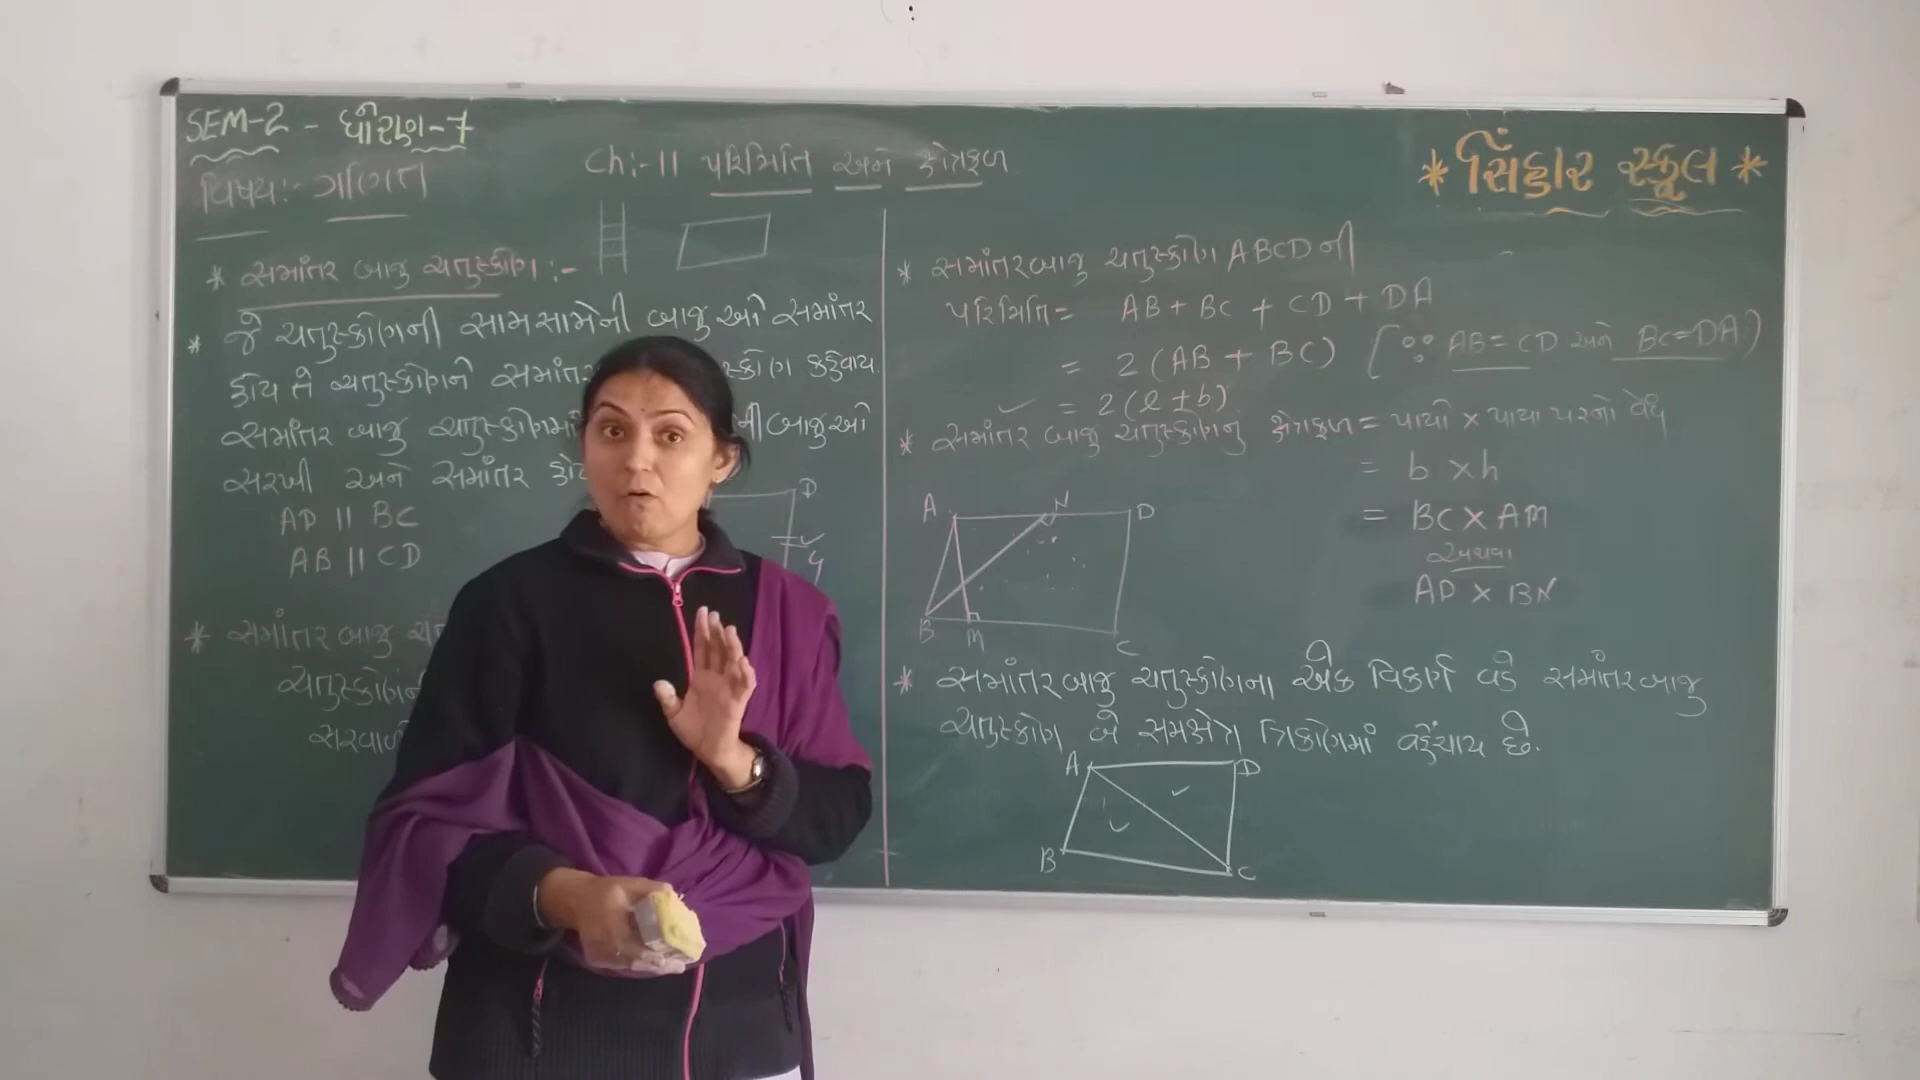 SEM-2 - ધોરણ-7
વિષય:- ગણિત
Ch:-11 પરિમિતિ અને ક્ષેત્રફળ
* સિંહાર સ્કૂલ *
* સમાંતર બાજુ ચતુષ્કોણ :-
* જે ચતુષ્કોણની સામસામેની બાજુઓ સમાંતર
હોય તે ચતુષ્કોણને સમાંતર ષ્કોણ કહેવાય
સમાંતર બાજુ ચતુષ્કોણમાં ની બાજુઓ
સરખી અને સમાંતર હોય
AD || BC
AB || CD
D
* સમાંતર બાજુ
ચતુષ્કોણન
સરવાળ
* સમાંતરબાજુ ચતુષ્કોણ ABCD ની
પરિમિતિ = AB + BC + CD + DA
= 2 (AB + BC) [∵ AB = CD અને BC = DA)
= 2 (l + b)
* સમાંતર બાજુ ચતુષ્કોણનું ક્ષેત્રફળ = પાયો × પાયા પરનો વેધ
= b × h
= BC × AM
અથવા
AD × BN
A N D
B M C
* સમાંતરબાજુ ચતુષ્કોણના એક વિકર્ણ વડે સમાંતરબાજુ
ચતુષ્કોણ બે સમક્ષેત્ર ત્રિકોણમાં વહેંચાય છે.
A D
B C